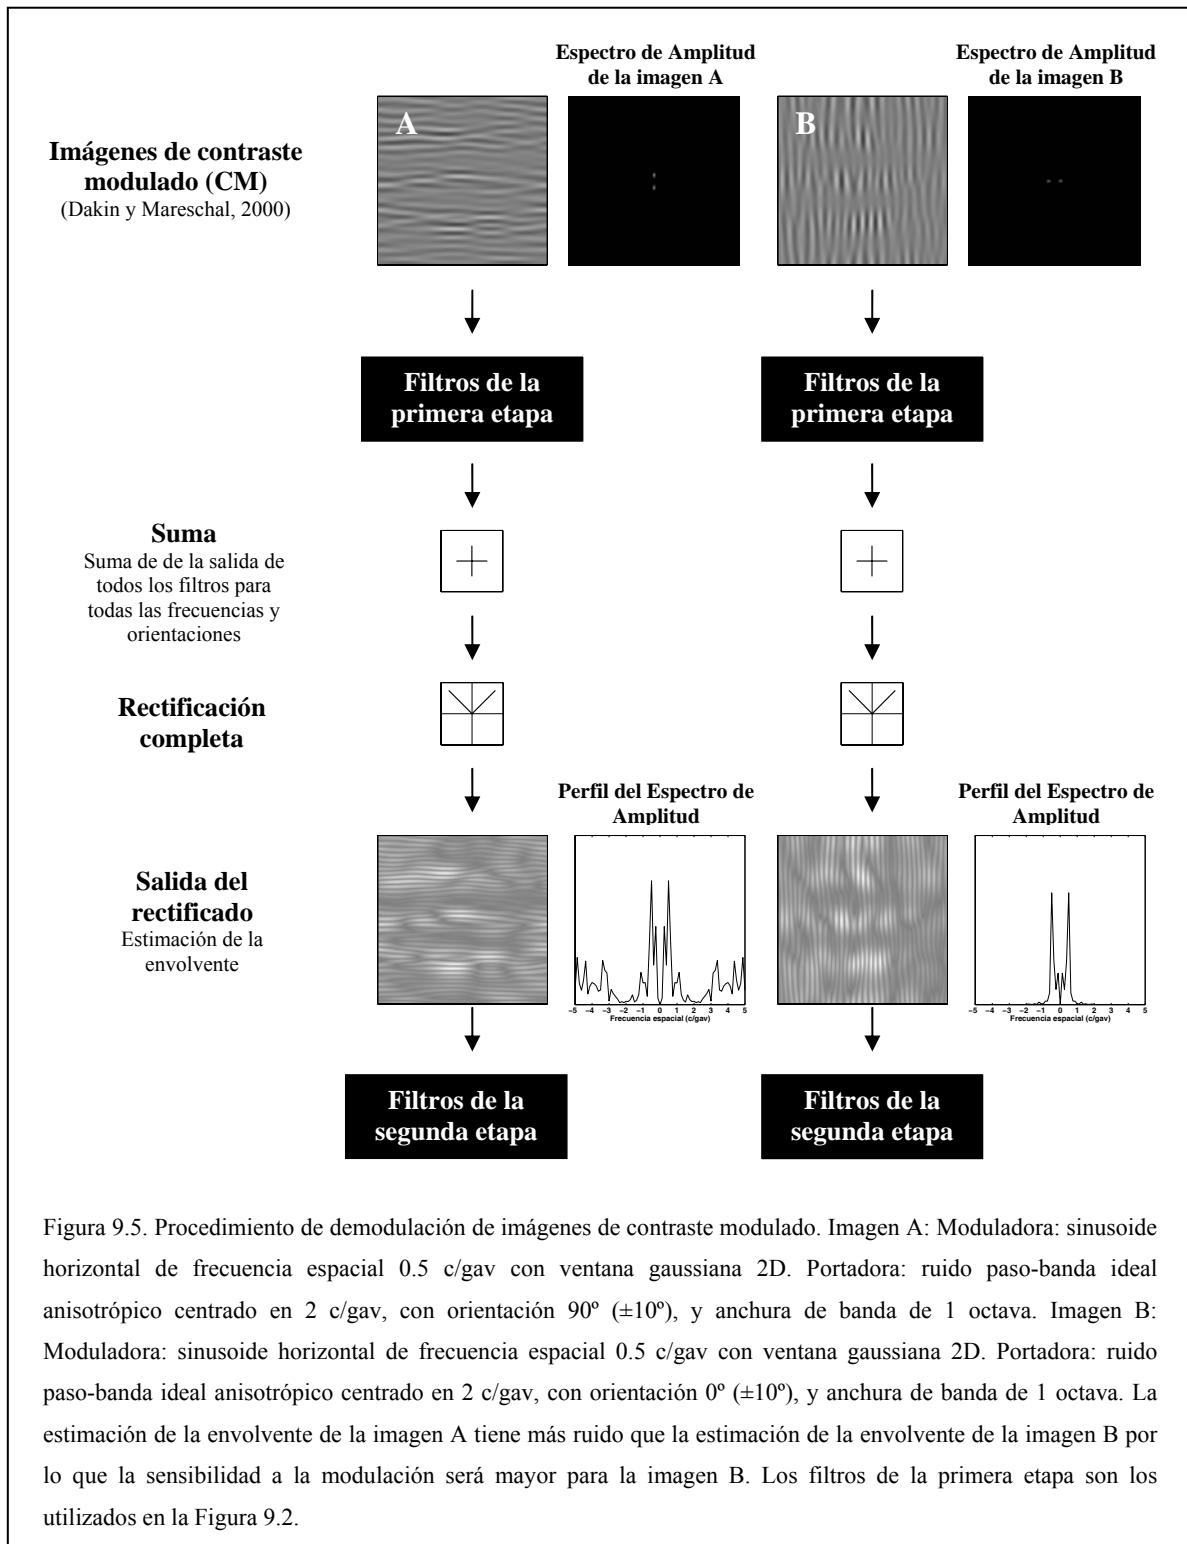 Espectro de Amplitud
de la imagen A
Espectro de Amplitud
de la imagen B
A
B
Imágenes de contraste
modulado (CM)
(Dakin y Mareschal, 2000)
Filtros de la
primera etapa
Filtros de la
primera etapa
Suma
Suma de de la salida de
todos los filtros para
todas las frecuencias y
orientaciones
Rectificación
completa
Perfil del Espectro de
Amplitud
Perfil del Espectro de
Amplitud
Salida del
rectificado
Estimación de la
envolvente
−5 −4 −3 −2 −1 0 1 2 3 4 5
Frecuencia espacial (c/gav)
−5 −4 −3 −2 −1 0 1 2 3 4 5
Frecuencia espacial (c/gav)
Filtros de la
segunda etapa
Filtros de la
segunda etapa
Figura 9.5. Procedimiento de demodulación de imágenes de contraste modulado. Imagen A: Moduladora: sinusoide
horizontal de frecuencia espacial 0.5 c/gav con ventana gaussiana 2D. Portadora: ruido paso-banda ideal
anisotrópico centrado en 2 c/gav, con orientación 90º (±10º), y anchura de banda de 1 octava. Imagen B:
Moduladora: sinusoide horizontal de frecuencia espacial 0.5 c/gav con ventana gaussiana 2D. Portadora: ruido
paso-banda ideal anisotrópico centrado en 2 c/gav, con orientación 0º (±10º), y anchura de banda de 1 octava. La
estimación de la envolvente de la imagen A tiene más ruido que la estimación de la envolvente de la imagen B por
lo que la sensibilidad a la modulación será mayor para la imagen B. Los filtros de la primera etapa son los
utilizados en la Figura 9.2.